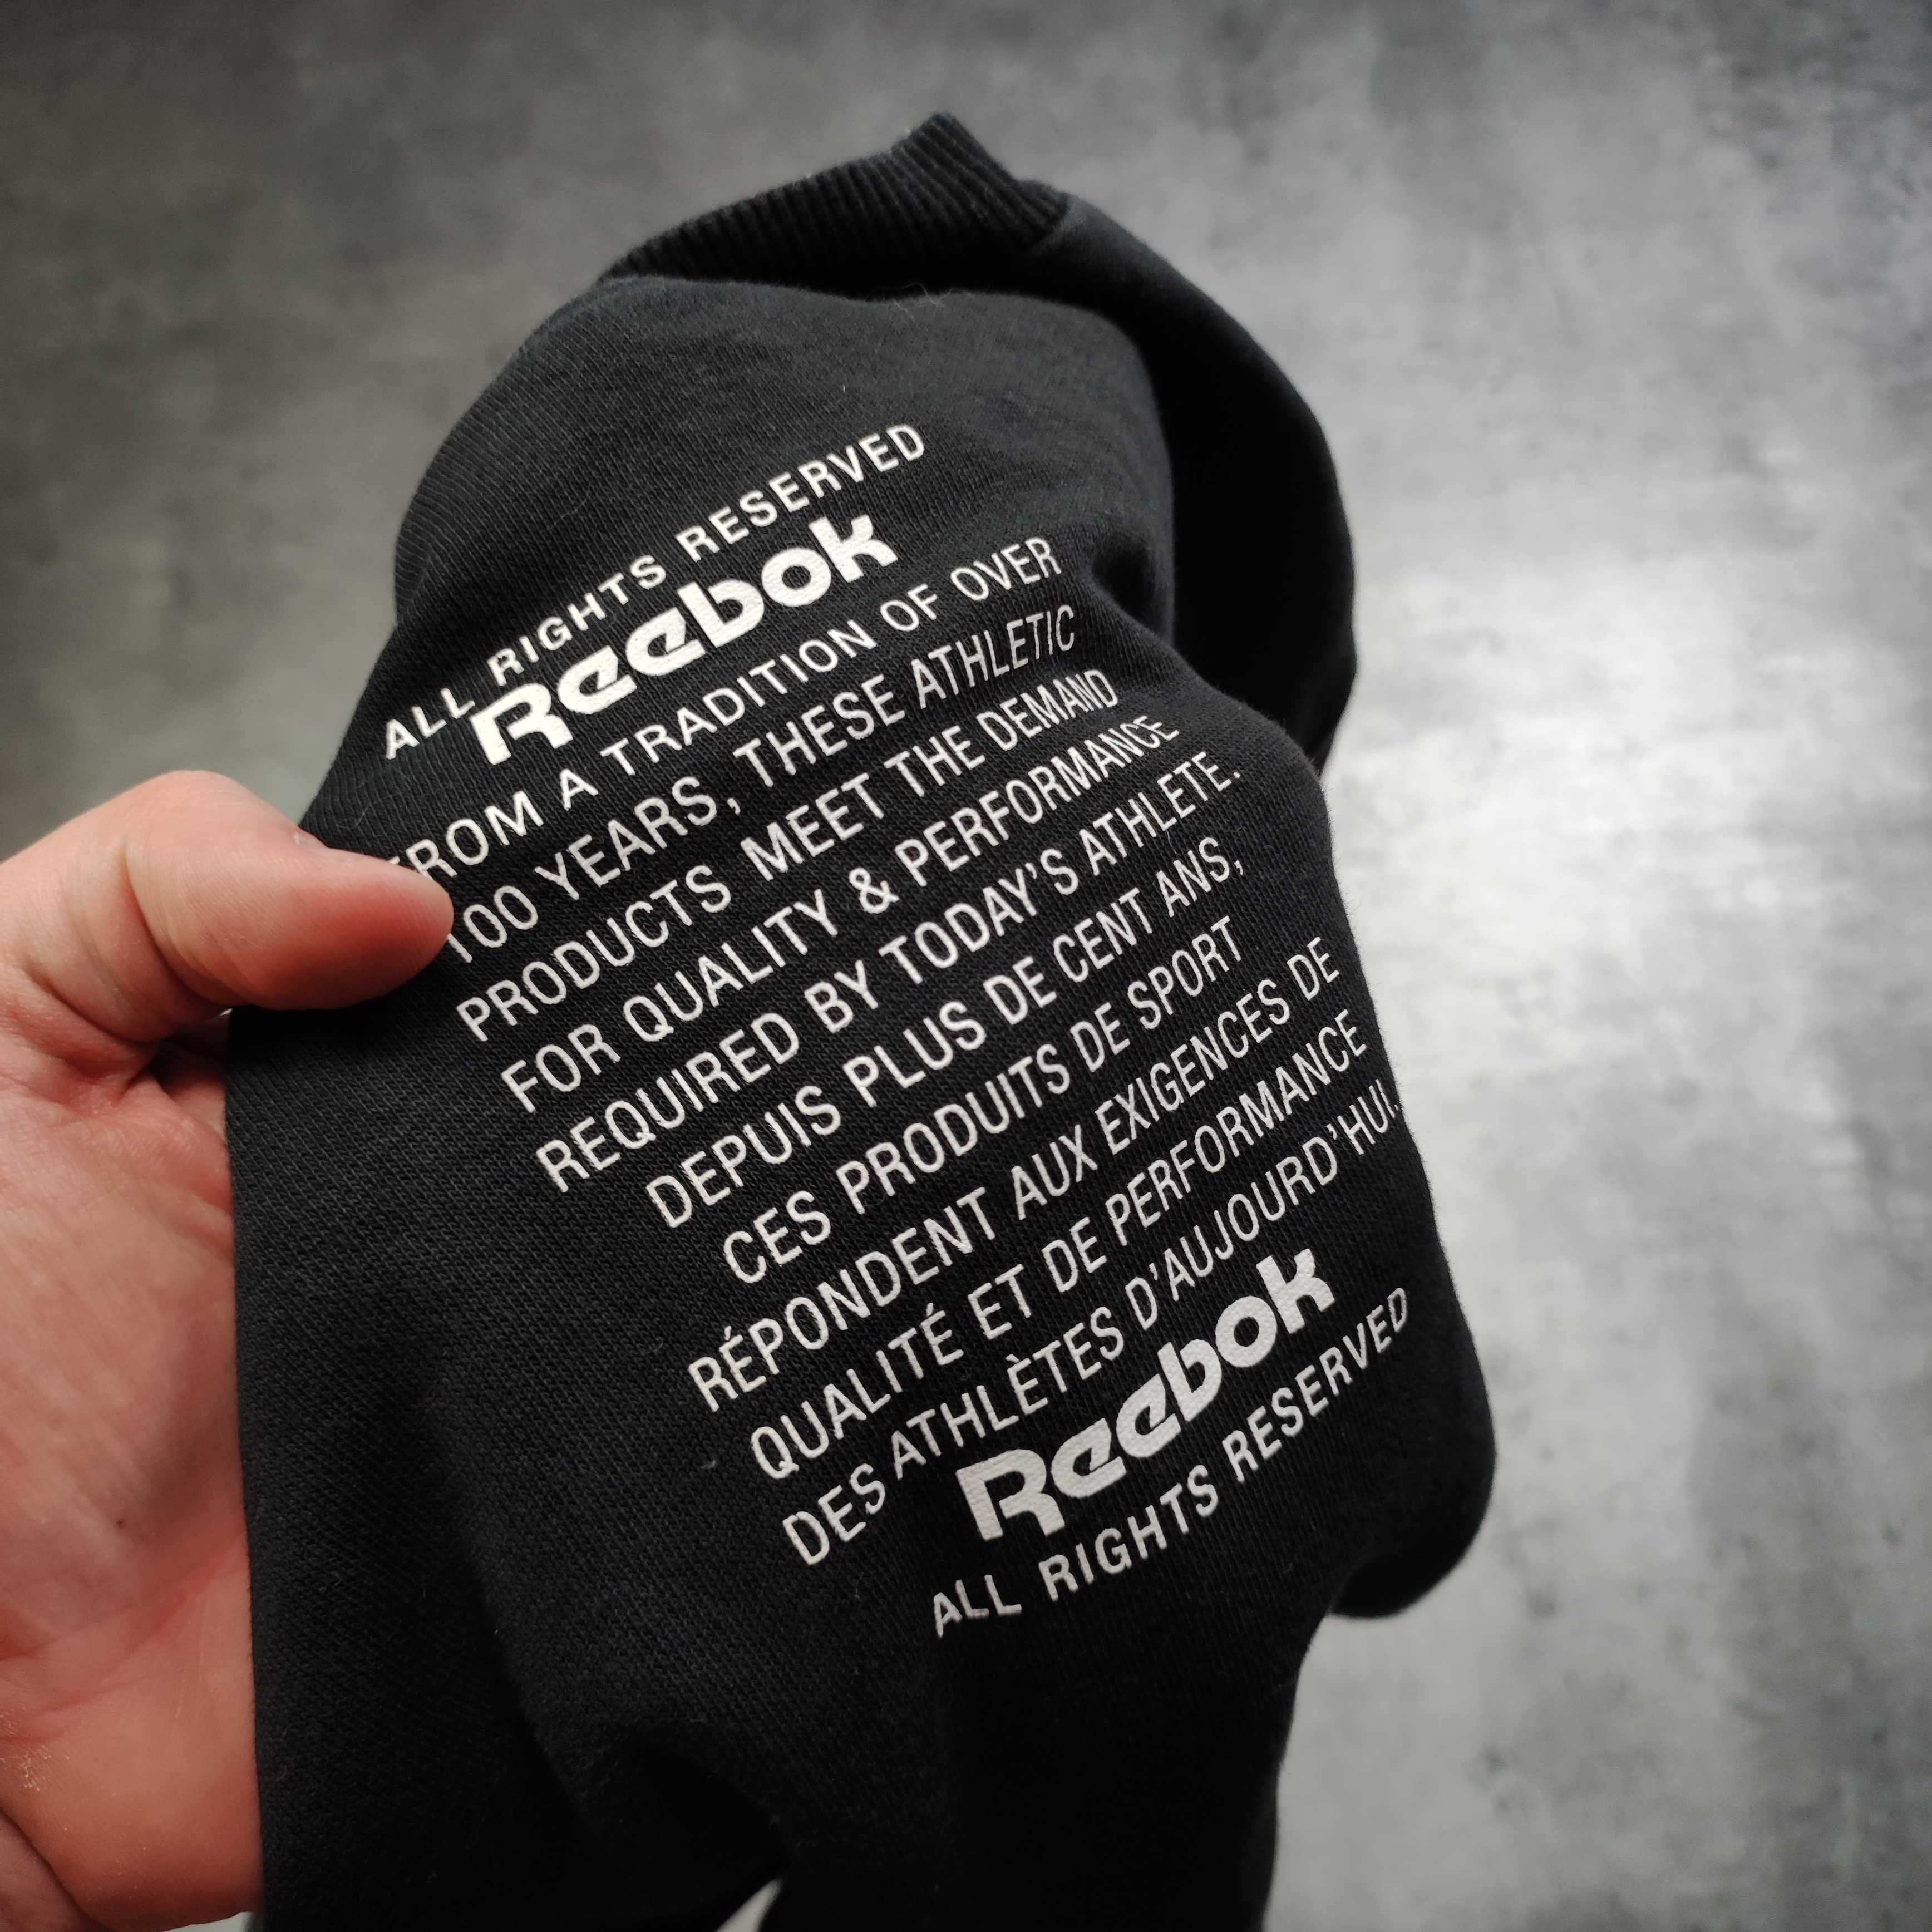 ALL RIGHTS RESERVED
Reebok
FROM A TRADITION OF OVER
100 YEARS, THESE ATHLETIC
PRODUCTS MEET THE DEMAND
FOR QUALITY & PERFORMANCE
REQUIRED BY TODAY'S ATHLETE.
DEPUIS PLUS DE CENT ANS,
CES PRODUITS DE SPORT
RÉPONDENT AUX EXIGENCES DE
QUALITÉ ET DE PERFORMANCE
DES ATHLÈTES D'AUJOURD'HUI.
Reebok
ALL RIGHTS RESERVED